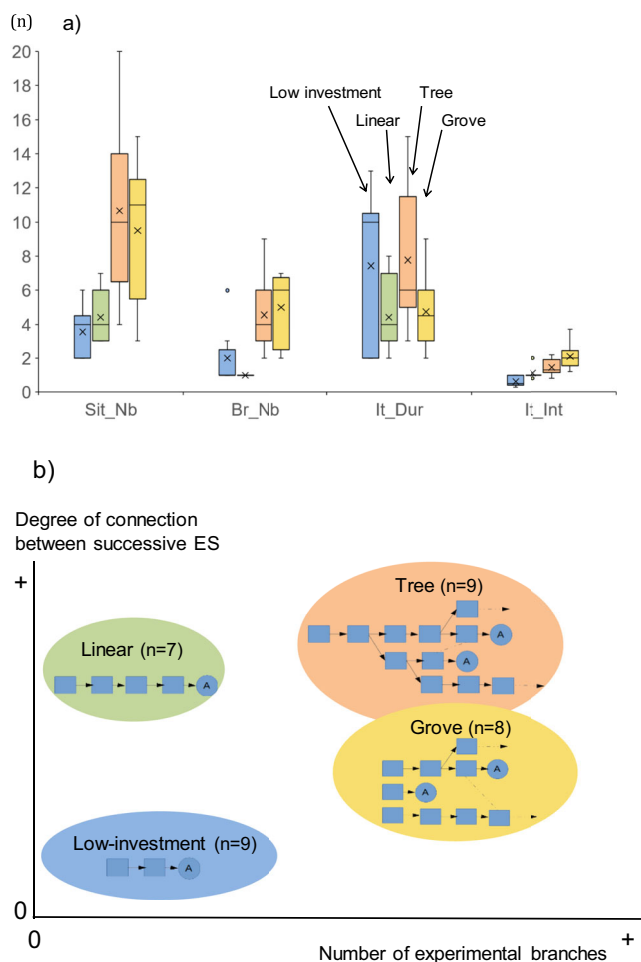 (n)
a)
20
18
16
14
12
10
8
6
4
2
0
Low investment
Linear
Tree
Grove
Sit_Nb
Br_Nb
It_Dur
It_Int
b)
Degree of connection
between successive ES
+
Tree (n=9)
A
A
Linear (n=7)
A
Grove (n=8)
A
A
Low-investment (n=9)
A
0
0
+
Number of experimental branches